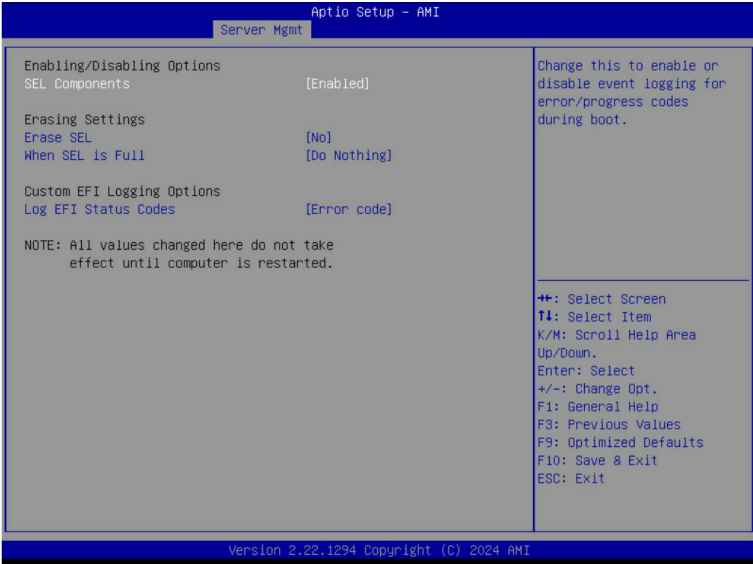 Aptio Setup – AMI
Server Mgmt
Enabling/Disabling Options
SEL Components [Enabled]
Erasing Settings
Erase SEL [No]
When SEL is Full [Do Nothing]
Custom EFI Logging Options
Log EFI Status Codes [Error code]
NOTE: All values changed here do not take
effect until computer is restarted.
Change this to enable or
disable event logging for
error/progress codes
during boot.
→←: Select Screen
↑↓: Select Item
K/M: Scroll Help Area
Up/Down.
Enter: Select
+/-: Change Opt.
F1: General Help
F3: Previous Values
F9: Optimized Defaults
F10: Save & Exit
ESC: Exit
Version 2.22.1294 Copyright (C) 2024 AMI